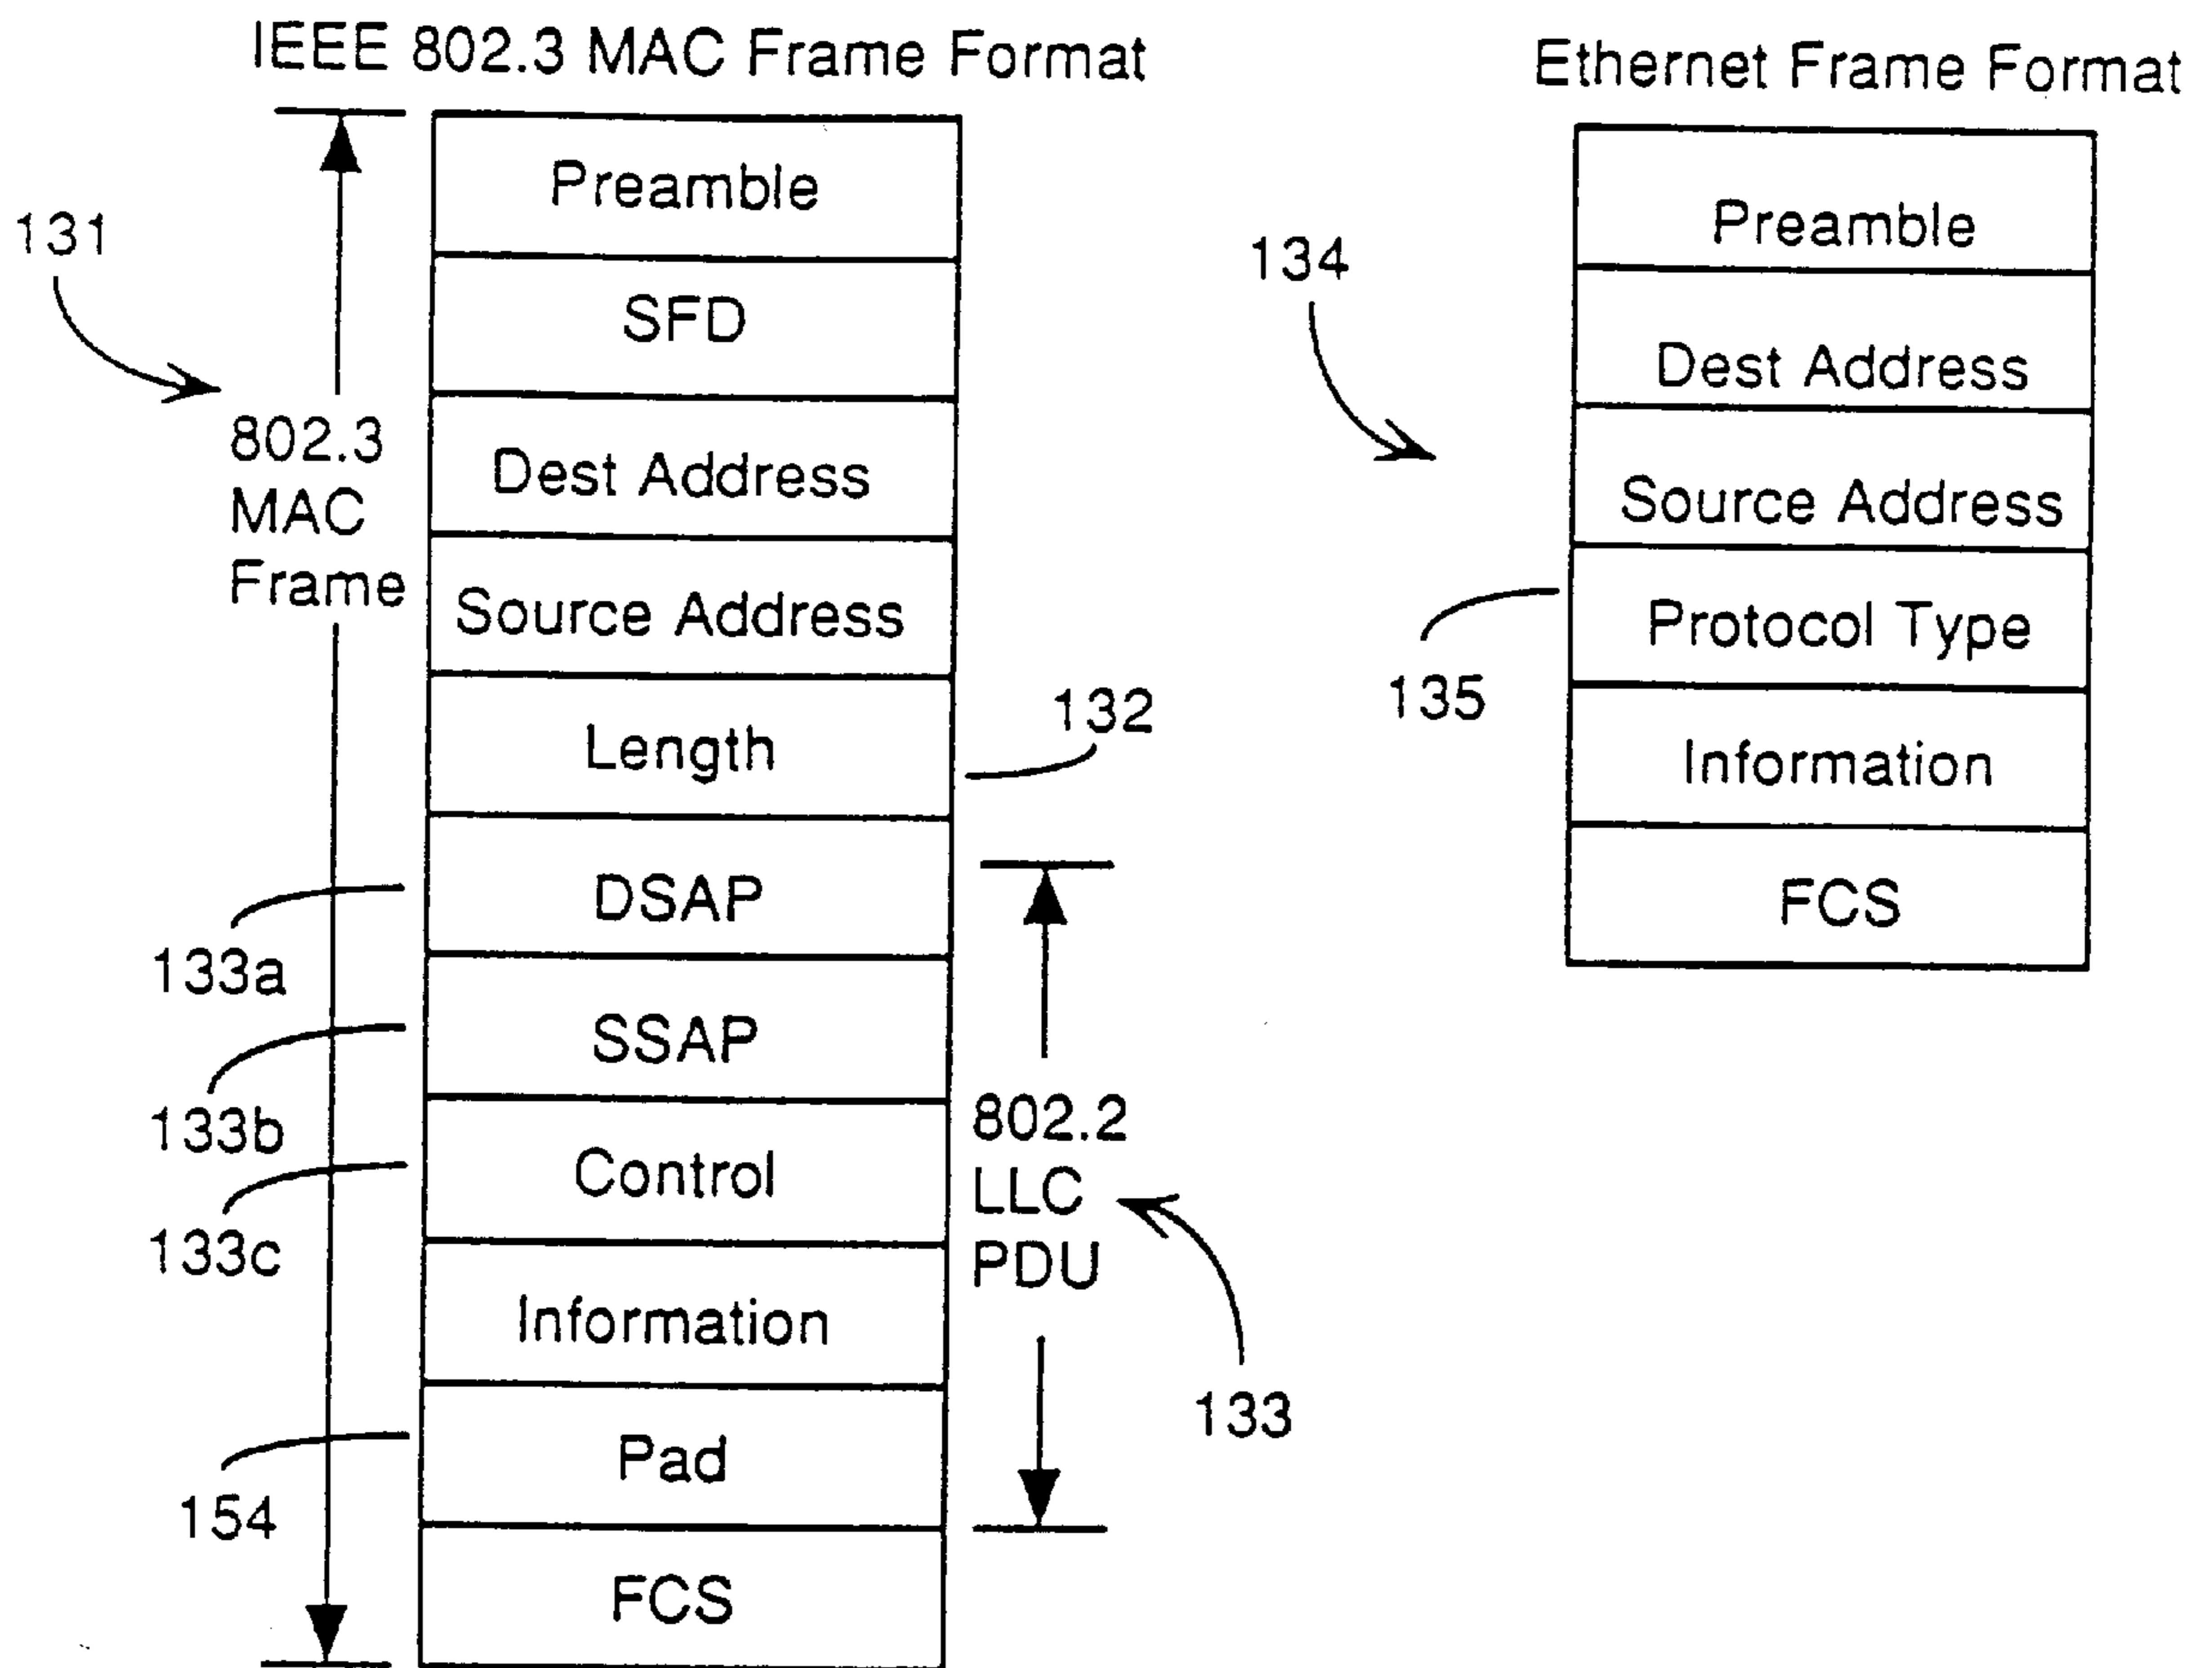 IEEE 802.3 MAC Frame Format
131
802.3
MAC
Frame
Preamble
SFD
Dest Address
Source Address
Length
132
DSAP
133a
SSAP
133b
Control
133c
Information
Pad
154
FCS
802.2
LLC
PDU
133
Ethernet Frame Format
134
Preamble
Dest Address
Source Address
Protocol Type
135
Information
FCS